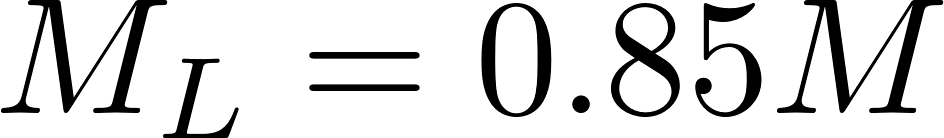 M_L = 0.85M